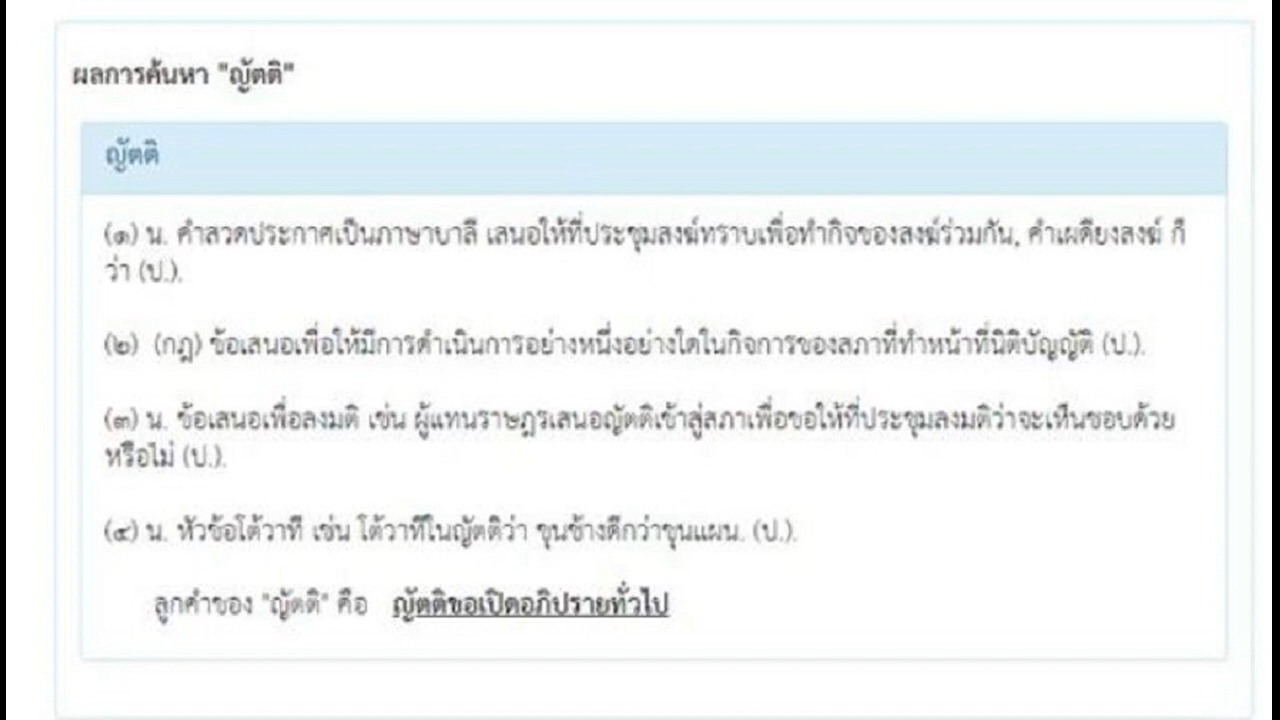 ผลการค้นหา "ญัตติ"
ญัตติ
(๑) น. คำสวดประกาศเป็นภาษาบาลี เสนอให้ที่ประชุมสงฆ์ทราบเพื่อทำกิจของสงฆ์ร่วมกัน, คำเผดียงสงฆ์ ก็
ว่า (ป.).
(๒) (กฎ) ข้อเสนอเพื่อให้มีการดำเนินการอย่างหนึ่งอย่างใดในกิจการของสภาที่ทำหน้าที่นิติบัญญัติ (ป.).
(๓) น. ข้อเสนอเพื่อลงมติ เช่น ผู้แทนราษฎรเสนอญัตติเข้าสู่สภาเพื่อขอให้ที่ประชุมลงมติว่าจะเห็นชอบด้วย
หรือไม่ (ป.).
(๔) น. หัวข้อโต้วาที เช่น โต้วาทีในญัตติว่า ขุนช้างดีกว่าขุนแผน. (ป.).
ลูกคำของ "ญัตติ" คือ ญัตติขอเปิดอภิปรายทั่วไป